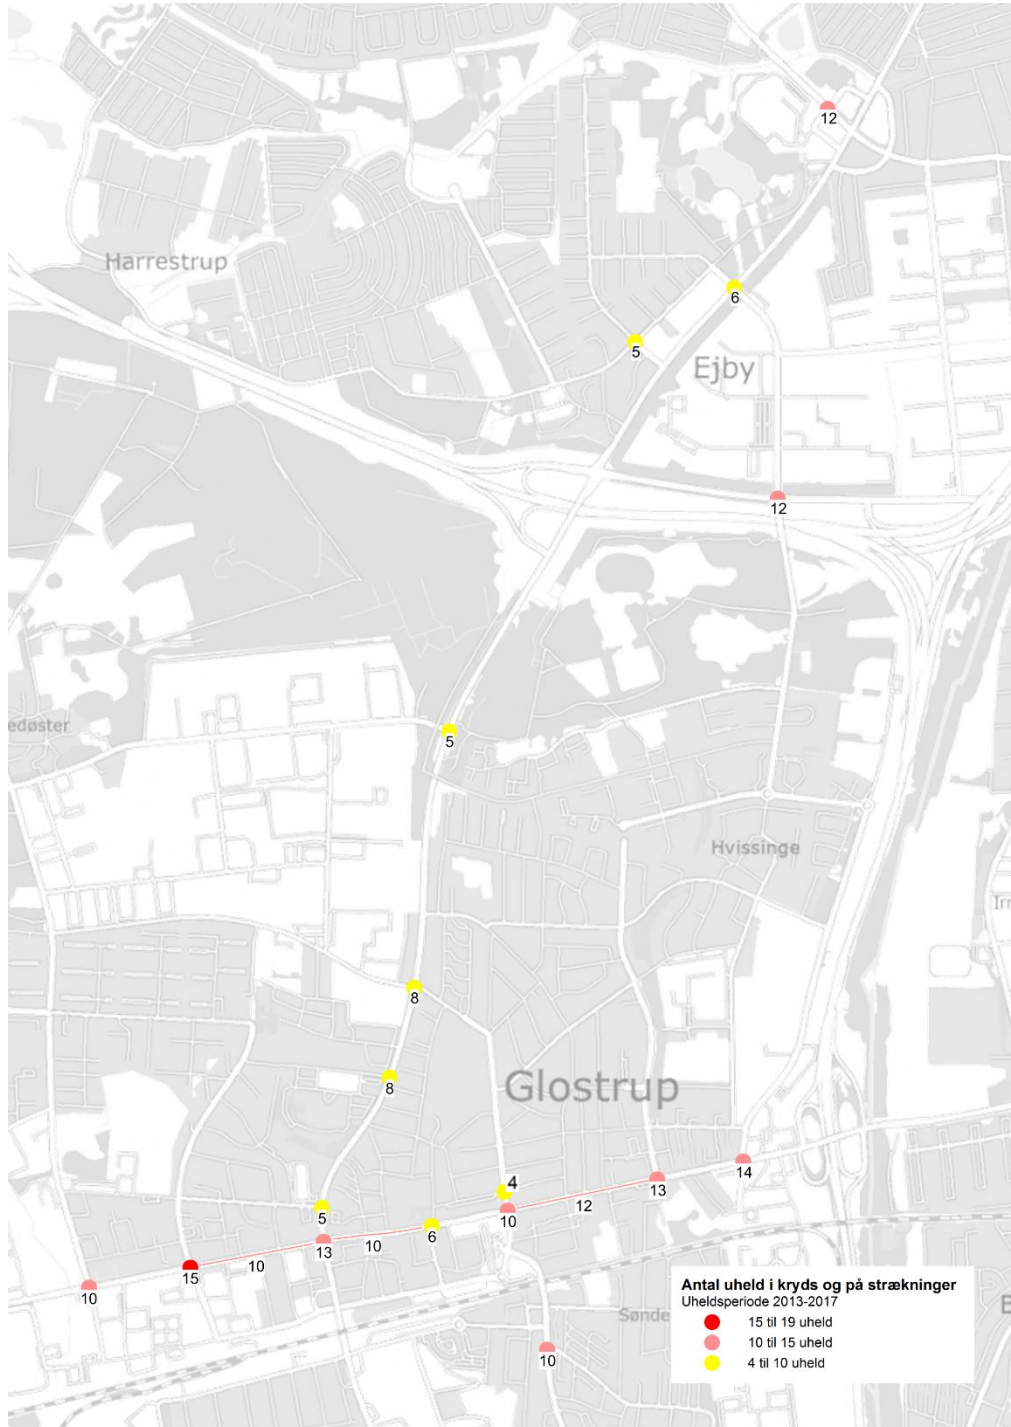 12
Harrestrup
6
5
Ejby
12
edøster
5
Hvissinge
Irr
8
8
Glostrup
4
14
13
12
10
5
6
10
13
10
15
10
Antal uheld i kryds og på strækninger
Uheldsperiode 2013-2017
15 til 19 uheld
10 til 15 uheld
4 til 10 uheld
Sønde
B
10